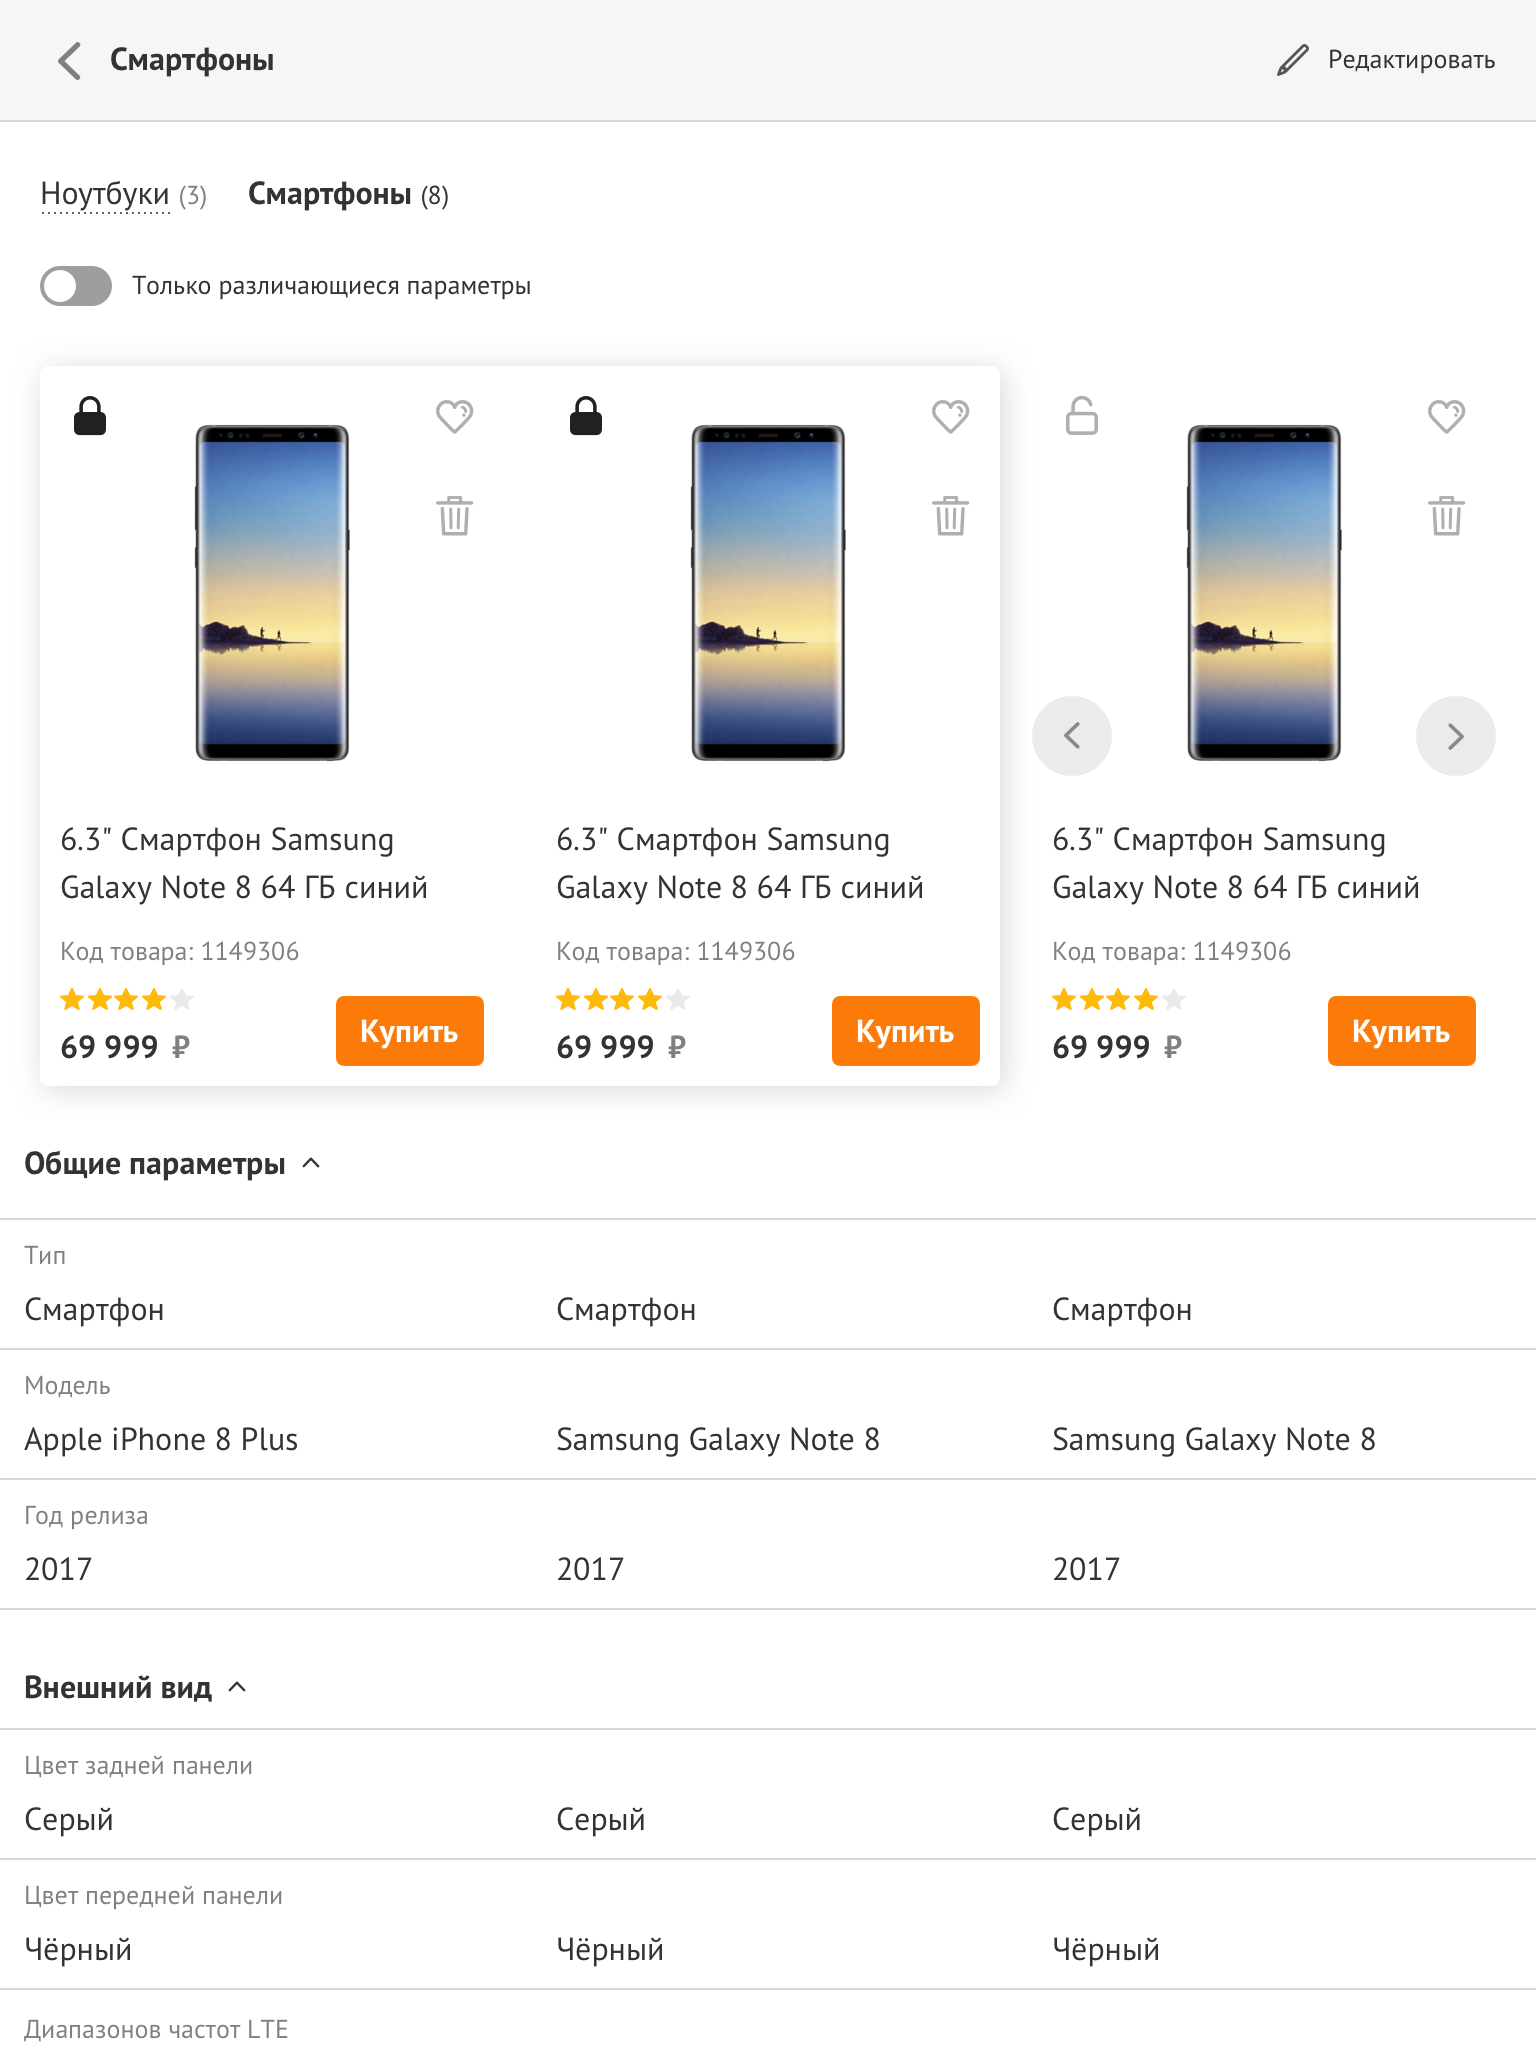 Смартфоны
Редактировать
Ноутбуки (3)
Смартфоны (8)
Только различающиеся параметры
6.3" Смартфон Samsung
Galaxy Note 8 64 ГБ синий
Код товара: 1149306
69 999 ₽
Купить
6.3" Смартфон Samsung
Galaxy Note 8 64 ГБ синий
Код товара: 1149306
69 999 ₽
Купить
6.3" Смартфон Samsung
Galaxy Note 8 64 ГБ синий
Код товара: 1149306
69 999 ₽
Купить
Общие параметры
Тип
Смартфон Смартфон Смартфон
Модель
Apple iPhone 8 Plus Samsung Galaxy Note 8 Samsung Galaxy Note 8
Год релиза
2017 2017 2017
Внешний вид
Цвет задней панели
Серый Серый Серый
Цвет передней панели
Чёрный Чёрный Чёрный
Диапазонов частот LTE